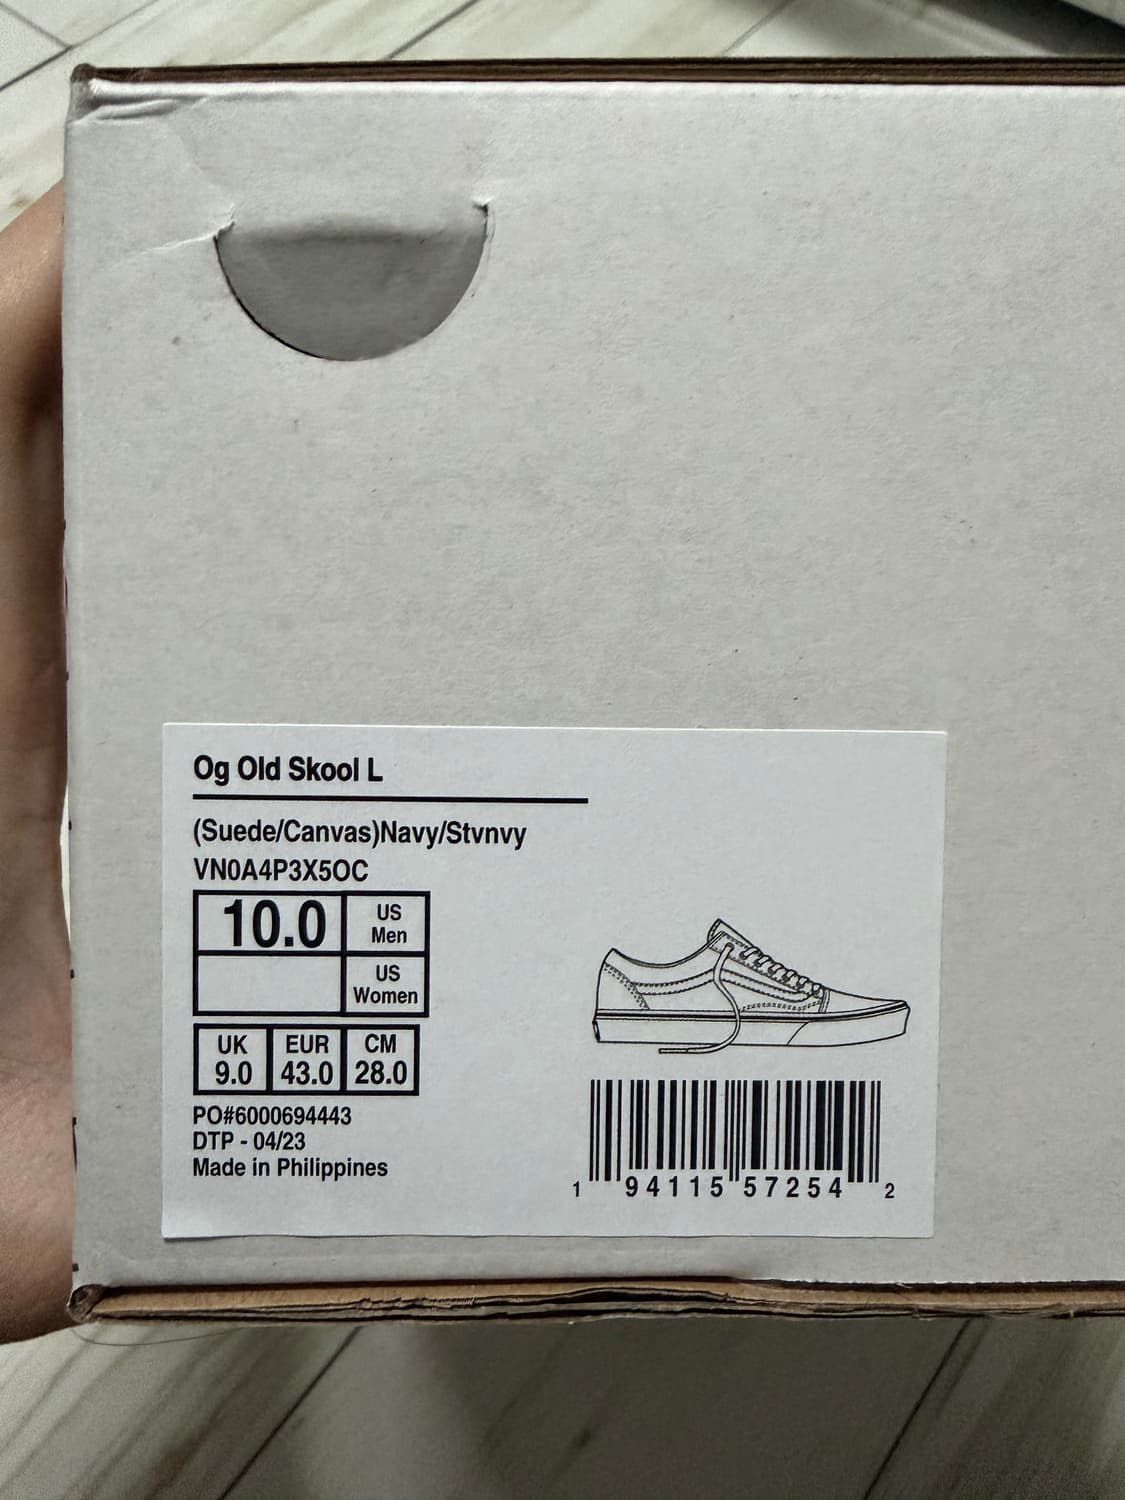 Og Old Skool L
(Suede/Canvas)Navy/Stvnvy
VN0A4P3X5OC
10.0 US Men
US Women
UK EUR CM
9.0 43.0 28.0
PO#6000694443
DTP - 04/23
Made in Philippines
1 94115 57254 2